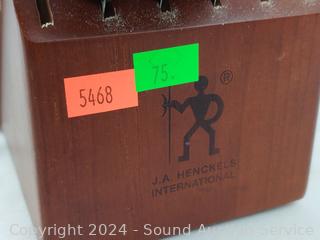 5468
75.
®
J.A. HENCKELS
INTERNATIONAL
Copyright 2024 - Sound Auction Service